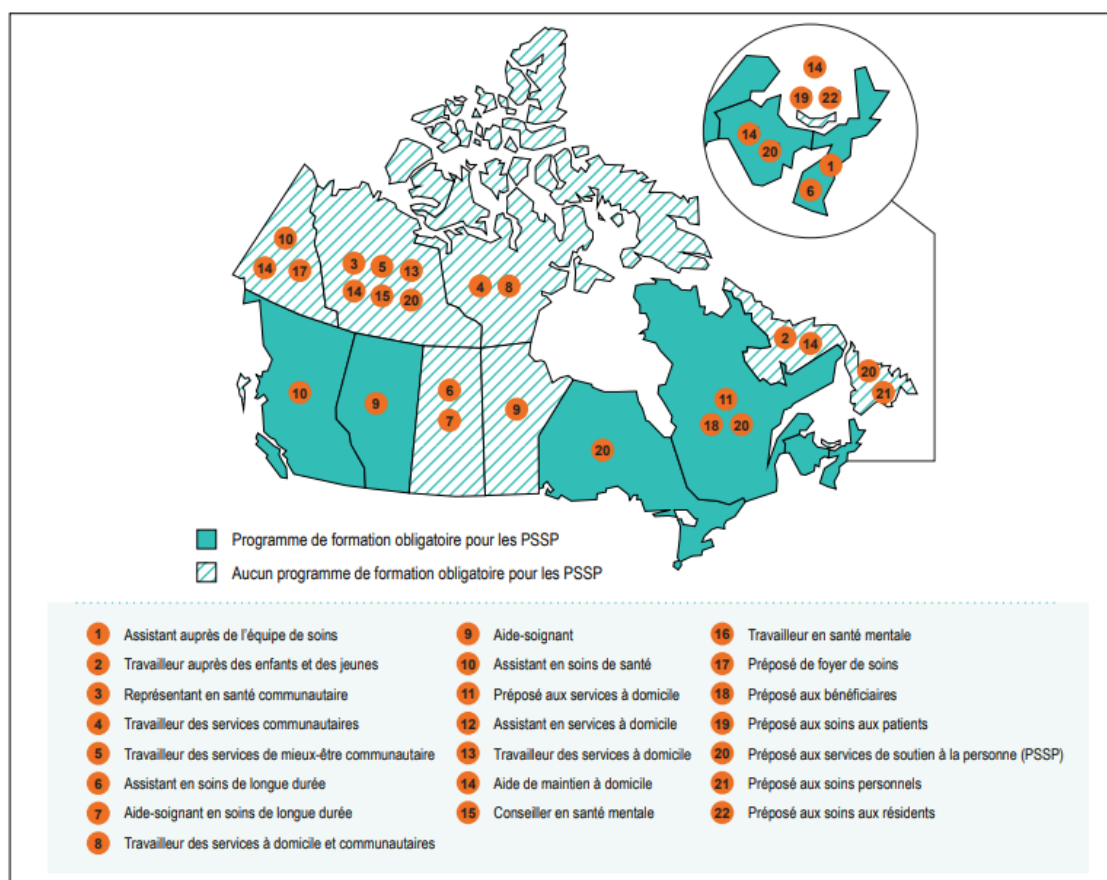 14
19 22
14
20
1
6
10
14 17
3 5 13
14 15 20
4 8
2 14
20
21
10
9
6
7
9
20
11
18 20
Programme de formation obligatoire pour les PSSP
Aucun programme de formation obligatoire pour les PSSP
1 Assistant auprès de l’équipe de soins
2 Travailleur auprès des enfants et des jeunes
3 Représentant en santé communautaire
4 Travailleur des services communautaires
5 Travailleur des services de mieux-être communautaire
6 Assistant en soins de longue durée
7 Aide-soignant en soins de longue durée
8 Travailleur des services à domicile et communautaires
9 Aide-soignant
10 Assistant en soins de santé
11 Préposé aux services à domicile
12 Assistant en services à domicile
13 Travailleur des services à domicile
14 Aide de maintien à domicile
15 Conseiller en santé mentale
16 Travailleur en santé mentale
17 Préposé de foyer de soins
18 Préposé aux bénéficiaires
19 Préposé aux soins aux patients
20 Préposé aux services de soutien à la personne (PSSP)
21 Préposé aux soins personnels
22 Préposé aux soins aux résidents